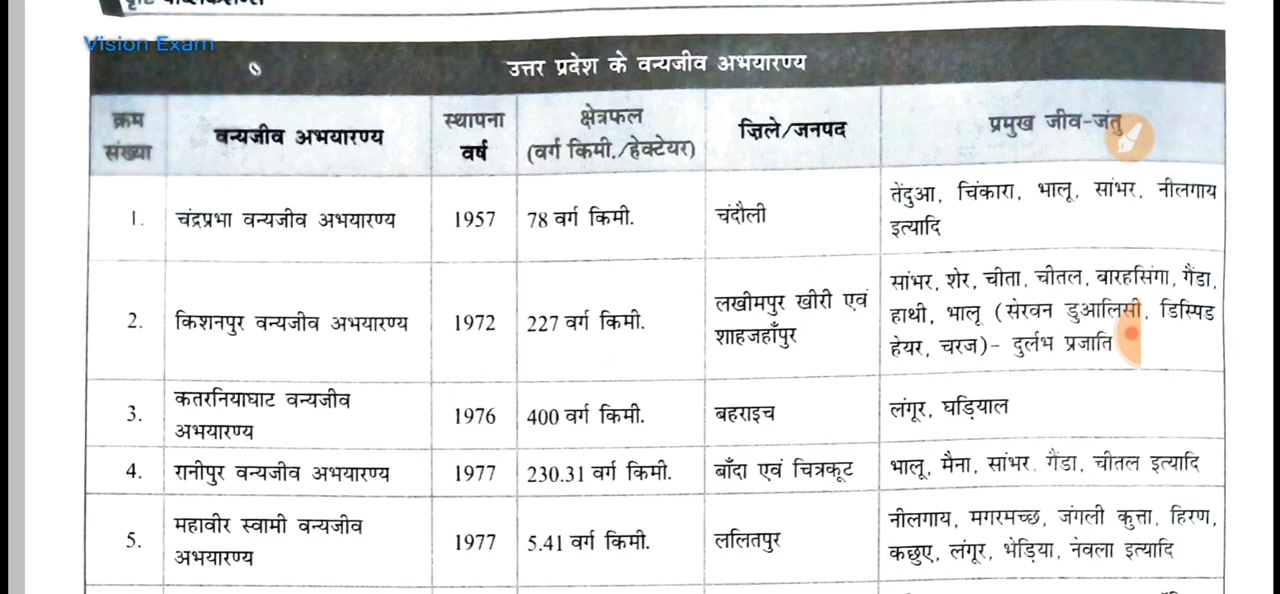 दृष्टि पब्लिकेशन्स
Vision Exam
उत्तर प्रदेश के वन्यजीव अभयारण्य
क्रम संख्या | वन्यजीव अभयारण्य | स्थापना वर्ष | क्षेत्रफल (वर्ग किमी./हेक्टेयर) | ज़िले/जनपद | प्रमुख जीव-जंतु
1. | चंद्रप्रभा वन्यजीव अभयारण्य | 1957 | 78 वर्ग किमी. | चंदौली | तेंदुआ, चिंकारा, भालू, सांभर, नीलगाय इत्यादि
2. | किशनपुर वन्यजीव अभयारण्य | 1972 | 227 वर्ग किमी. | लखीमपुर खीरी एवं शाहजहाँपुर | सांभर, शेर, चीता, चीतल, बारहसिंगा, गैंडा, हाथी, भालू (सेरवन डुआलिसी, डिस्पिड हेयर, चरज)- दुर्लभ प्रजाति
3. | कतरनियाघाट वन्यजीव अभयारण्य | 1976 | 400 वर्ग किमी. | बहराइच | लंगूर, घड़ियाल
4. | रानीपुर वन्यजीव अभयारण्य | 1977 | 230.31 वर्ग किमी. | बाँदा एवं चित्रकूट | भालू, मैना, सांभर, गैंडा, चीतल इत्यादि
5. | महावीर स्वामी वन्यजीव अभयारण्य | 1977 | 5.41 वर्ग किमी. | ललितपुर | नीलगाय, मगरमच्छ, जंगली कुत्ता, हिरण, कछुए, लंगूर, भेड़िया, नेवला इत्यादि